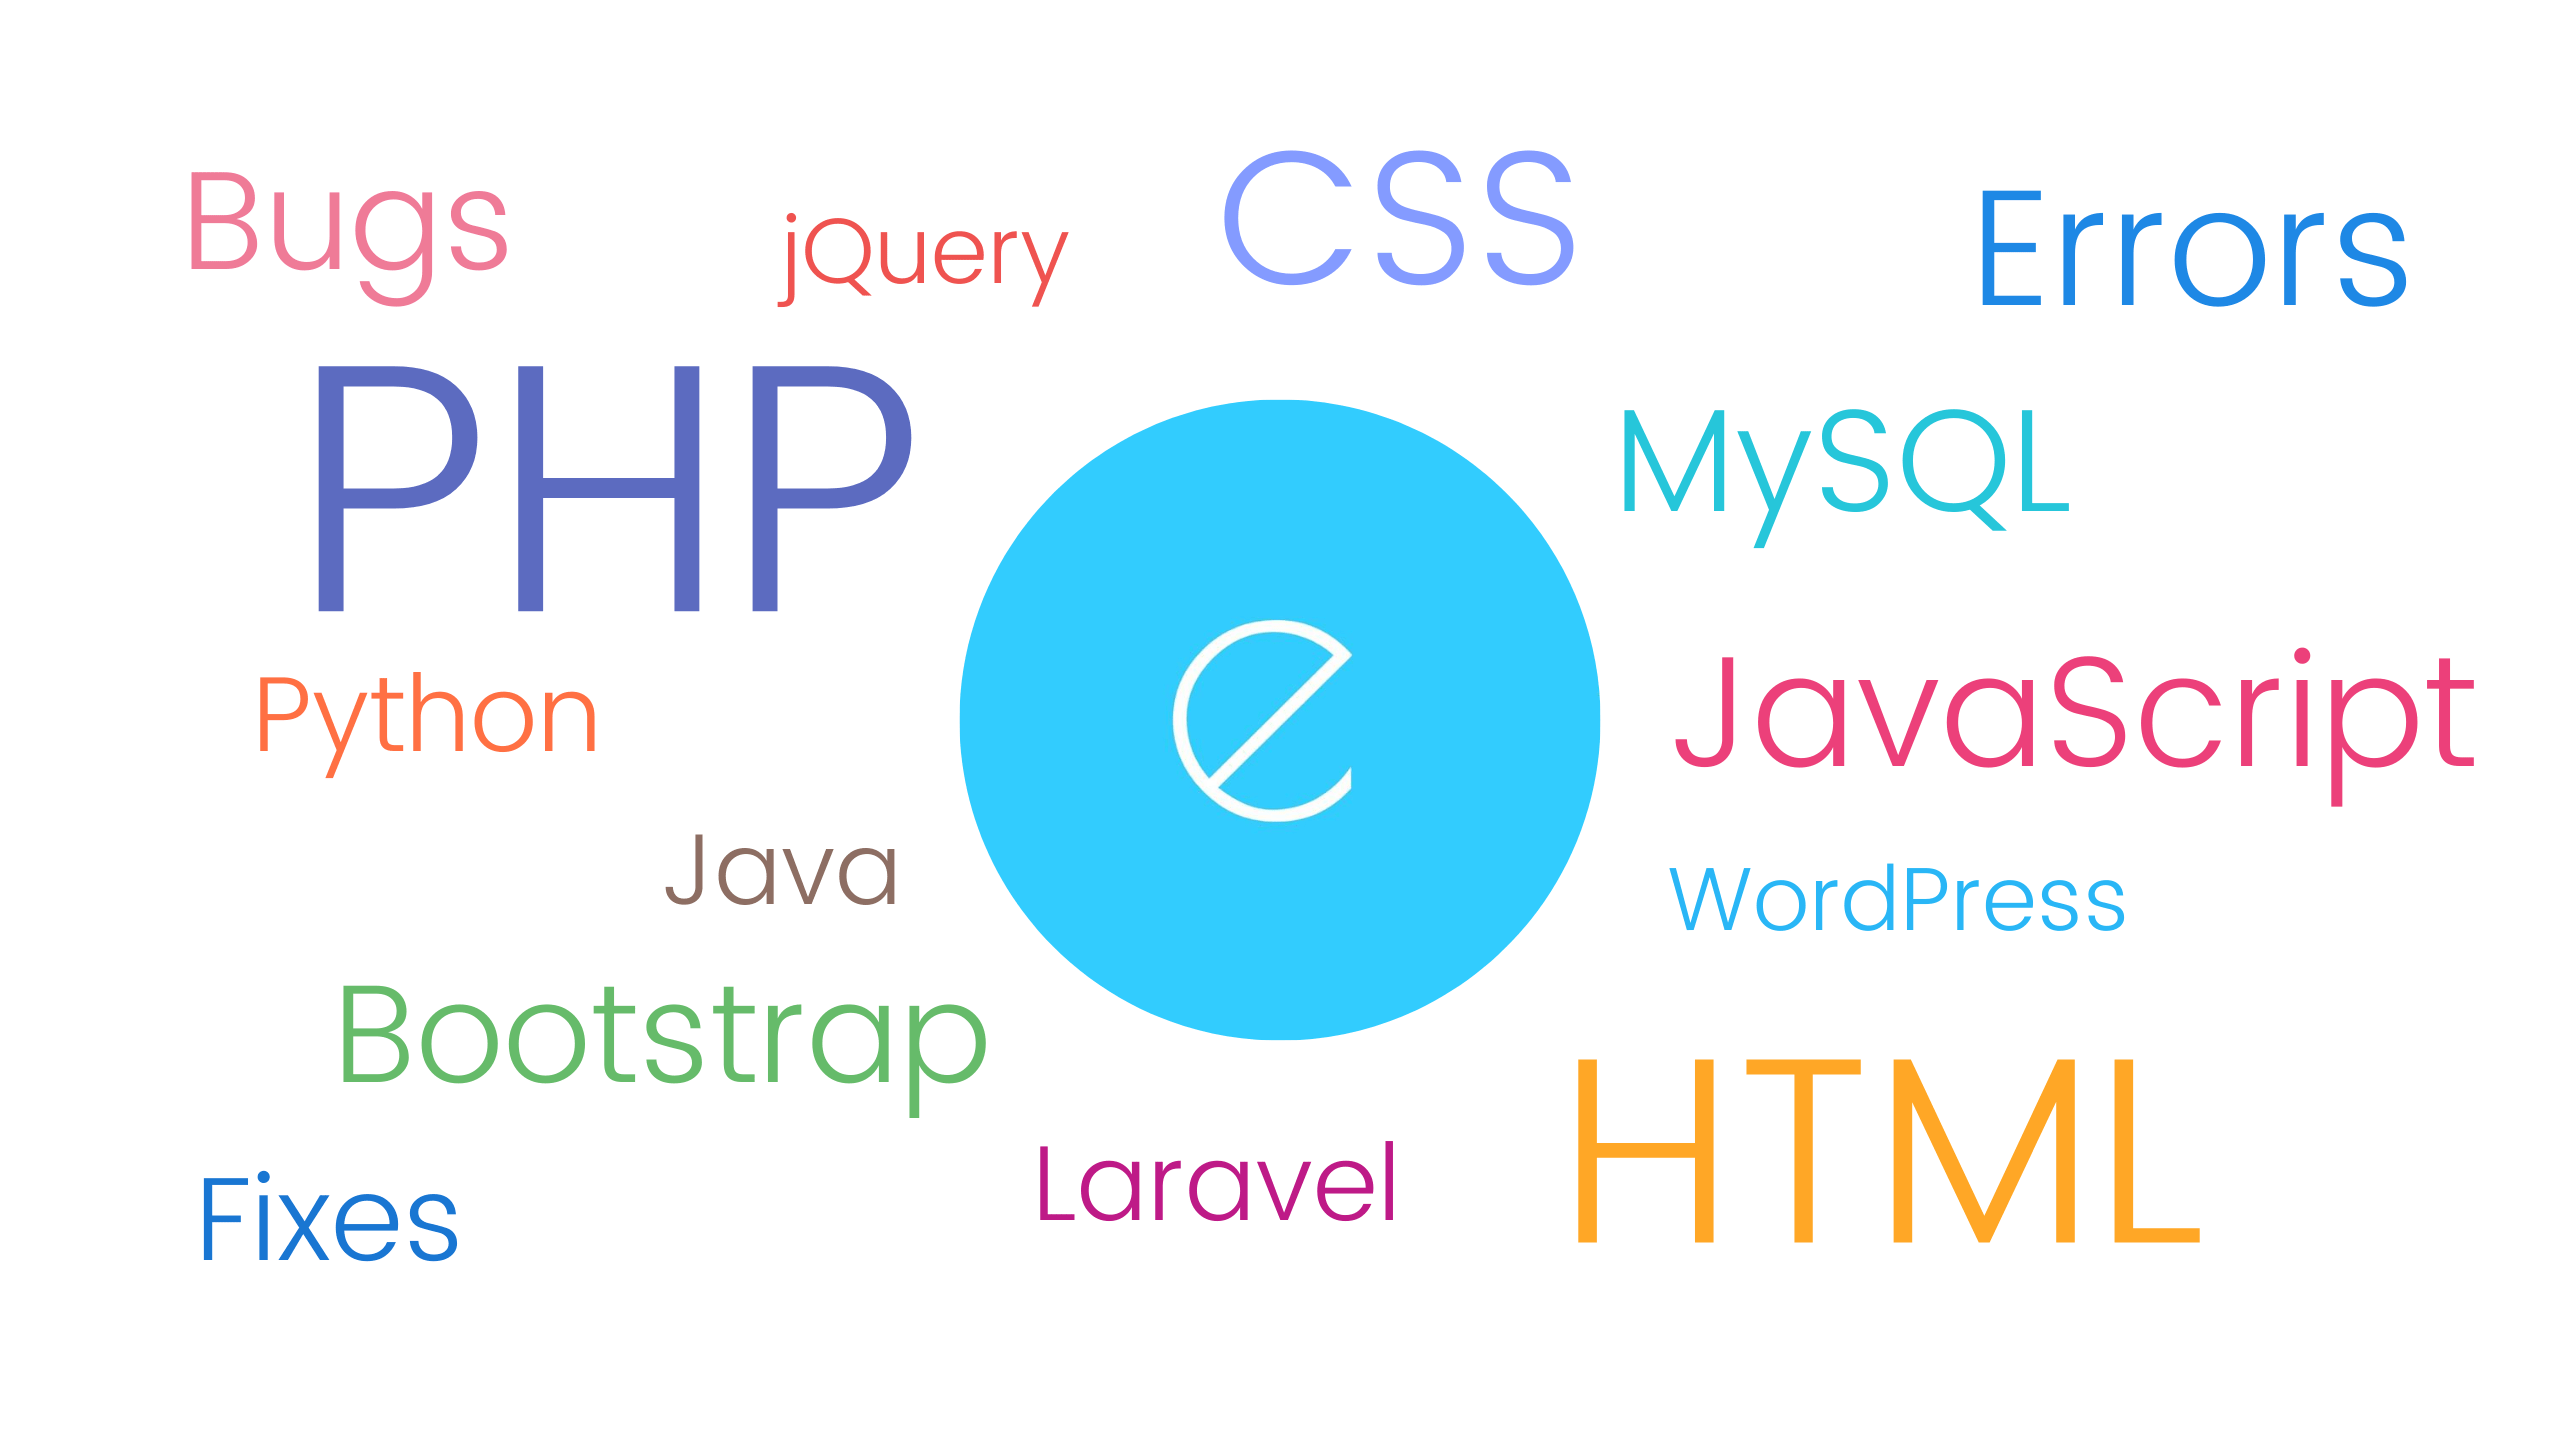 Bugs
jQuery
CSS
Errors
PHP
MySQL
e
Python
JavaScript
Java
WordPress
Bootstrap
Laravel
HTML
Fixes